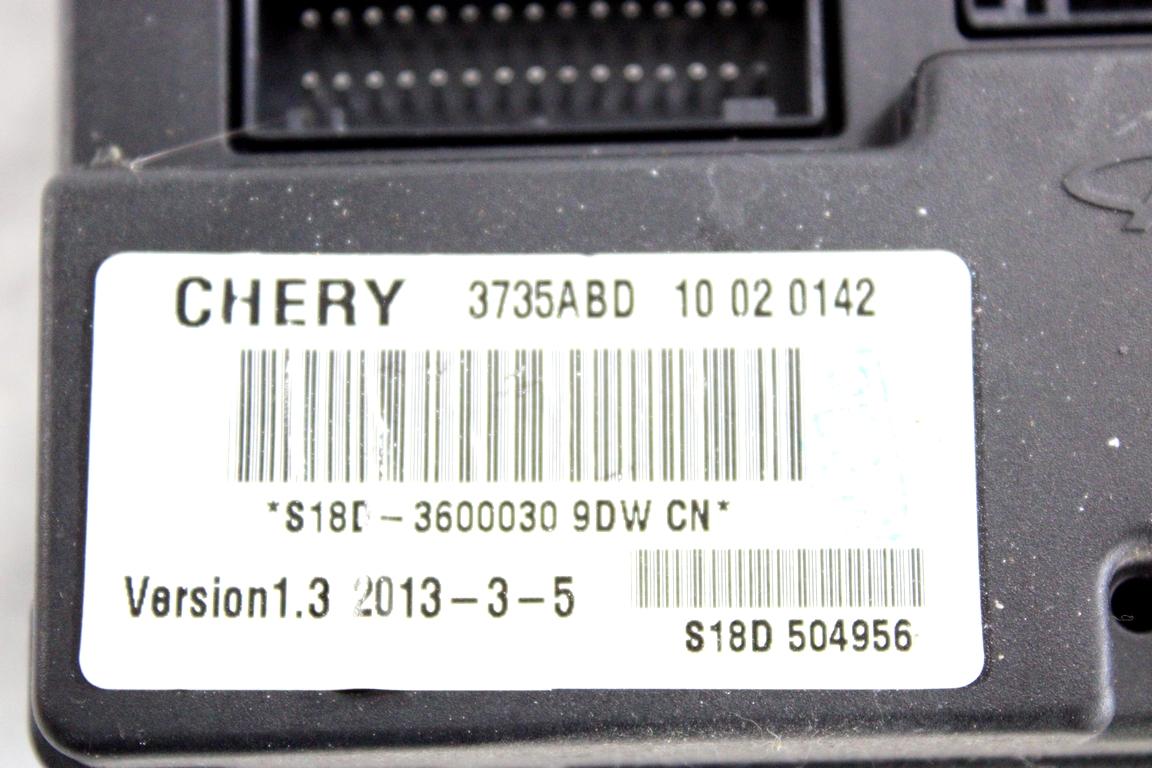 CHERY 3735ABD 10 02 0142
*S18D-3600030 9DW CN*
Version1.3 2013-3-5
S18D 504956